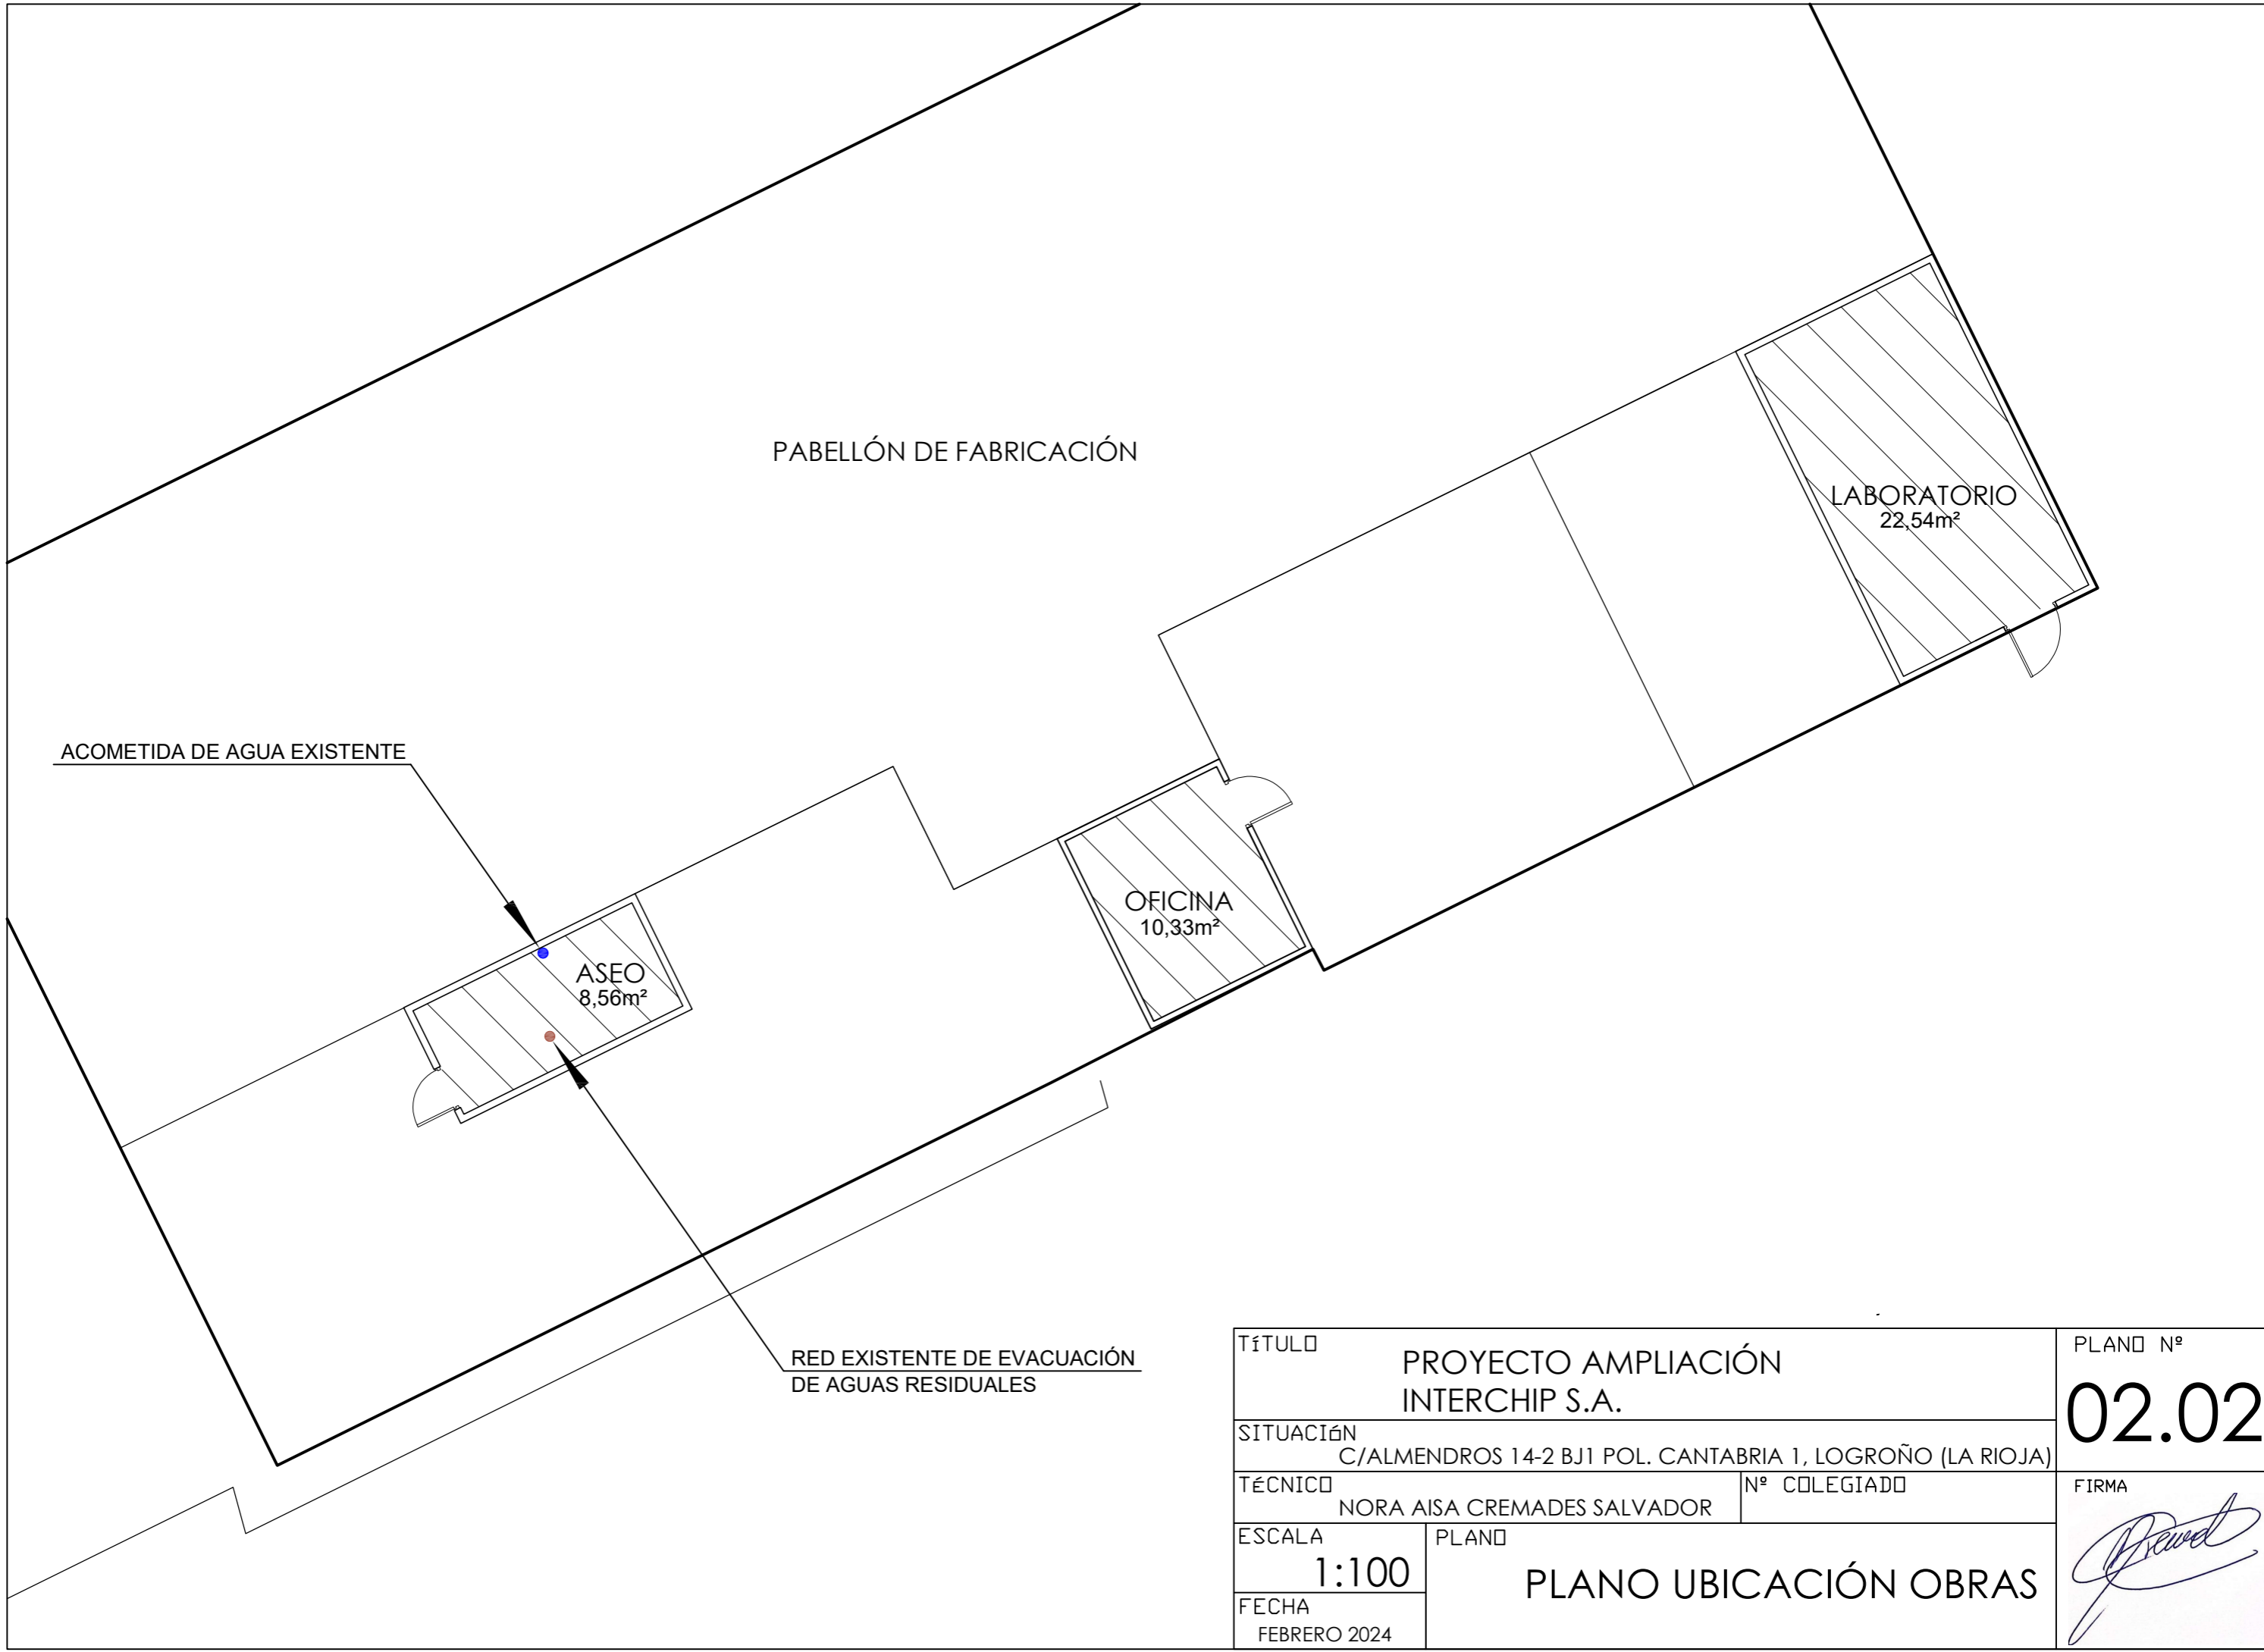 PABELLÓN DE FABRICACIÓN
LABORATORIO
22,54m²
ACOMETIDA DE AGUA EXISTENTE
OFICINA
10,33m²
ASEO
8,56m²
RED EXISTENTE DE EVACUACIÓN
DE AGUAS RESIDUALES
TíTULO
PROYECTO AMPLIACIÓN
INTERCHIP S.A.
PLANO Nº
02.02
SITUACIóN
C/ALMENDROS 14-2 BJ1 POL. CANTABRIA 1, LOGROÑO (LA RIOJA)
TÉCNICO
NORA AISA CREMADES SALVADOR
Nº COLEGIADO
FIRMA
ESCALA
1:100
PLANO
PLANO UBICACIÓN OBRAS
FECHA
FEBRERO 2024